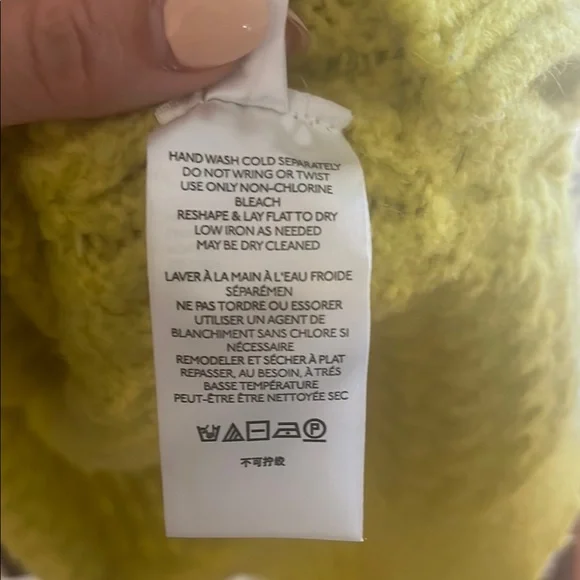 HAND WASH COLD SEPARATELY
DO NOT WRING OR TWIST
USE ONLY NON-CHLORINE
BLEACH
RESHAPE & LAY FLAT TO DRY
LOW IRON AS NEEDED
MAY BE DRY CLEANED
LAVER À LA MAIN À L'EAU FROIDE
SÉPARÉMEN
NE PAS TORDRE OU ESSORER
UTILISER UN AGENT DE
BLANCHIMENT SANS CHLORE SI
NÉCESSAIRE
REMODELER ET SÉCHER À PLAT
REPASSER, AU BESOIN, À TRÉS
BASSE TEMPÉRATURE
PEUT-ÊTRE ÊTRE NETTOYÉE SEC
P
不可拧绞